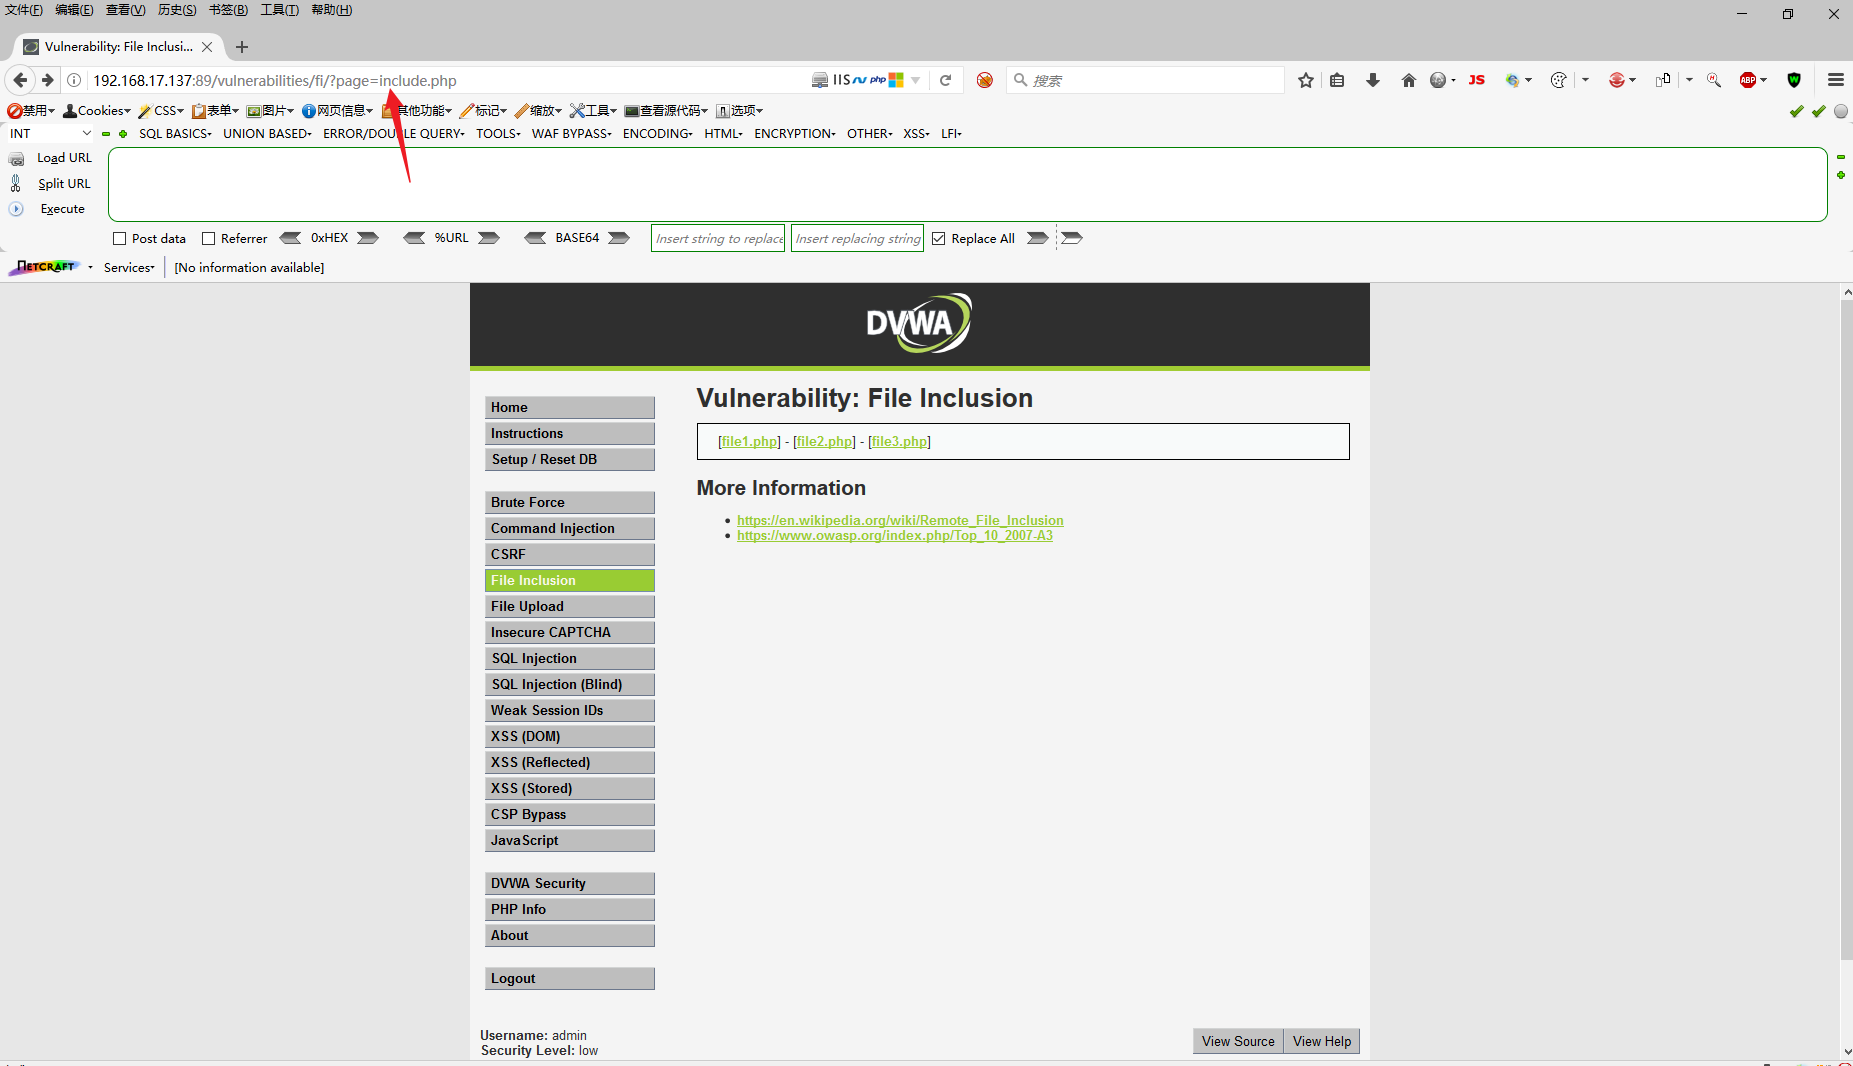 文件(F) 编辑(E) 查看(V) 历史(S) 书签(B) 工具(T) 帮助(H)
Vulnerability: File Inclusi...
192.168.17.137:89/vulnerabilities/fi/?page=include.php IIS php 搜索 JS ABP
禁用 Cookies CSS 表单 图片 网页信息 其他功能 标记 缩放 工具 查看源代码 选项
INT SQL BASICS UNION BASED ERROR/DOUBLE QUERY TOOLS WAF BYPASS ENCODING HTML ENCRYPTION OTHER XSS LFI
Load URL
Split URL
Execute
Post data Referrer 0xHEX %URL BASE64 Insert string to replace Insert replacing string Replace All
NETCRAFT Services [No information available]
DVWA
Vulnerability: File Inclusion
[file1.php] - [file2.php] - [file3.php]
More Information
https://en.wikipedia.org/wiki/Remote_File_Inclusion
https://www.owasp.org/index.php/Top_10_2007-A3
Home
Instructions
Setup / Reset DB
Brute Force
Command Injection
CSRF
File Inclusion
File Upload
Insecure CAPTCHA
SQL Injection
SQL Injection (Blind)
Weak Session IDs
XSS (DOM)
XSS (Reflected)
XSS (Stored)
CSP Bypass
JavaScript
DVWA Security
PHP Info
About
Logout
Username: admin
Security Level: low
View Source View Help